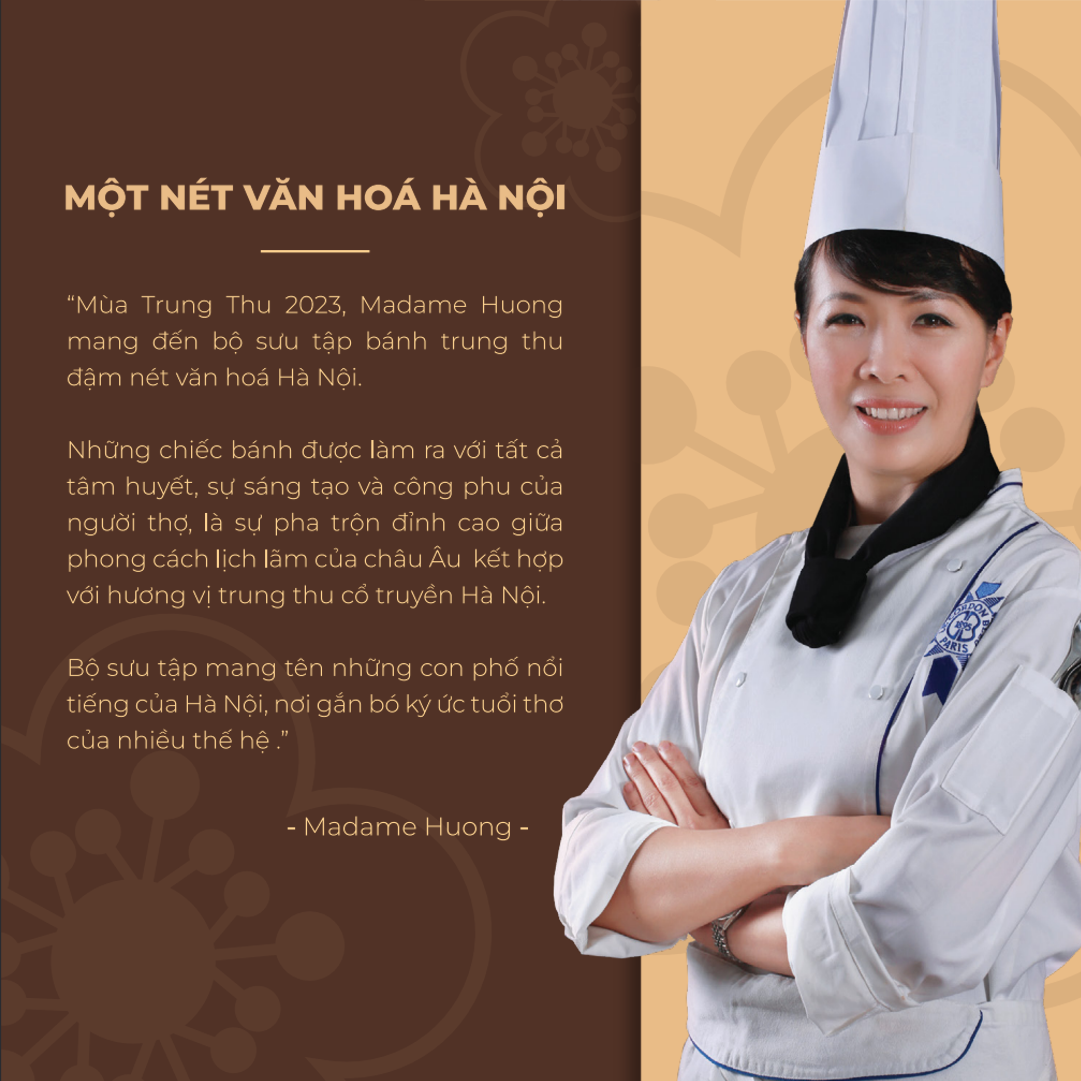 MỘT NÉT VĂN HOÁ HÀ NỘI
“Mùa Trung Thu 2023, Madame Huong
mang đến bộ sưu tập bánh trung thu
đậm nét văn hoá Hà Nội.
Những chiếc bánh được làm ra với tất cả
tâm huyết, sự sáng tạo và công phu của
người thợ, là sự pha trộn đỉnh cao giữa
phong cách lịch lãm của châu Âu  kết hợp
với hương vị trung thu cổ truyền Hà Nội.
Bộ sưu tập mang tên những con phố nổi
tiếng của Hà Nội, nơi gắn bó ký ức tuổi thơ
của nhiều thế hệ .”
- Madame Huong -
CORDON
1895
PARIS